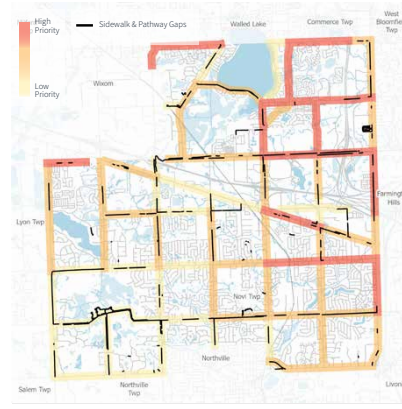 High
Priority
Sidewalk & Pathway Gaps
Low
Priority
Walled Lake
Commerce Twp
West
Bloomfield
Twp
Wixom
Lyon Twp
Farmington
Hills
Novi Twp
Northville
Salem Twp
Northville
Twp
Livon